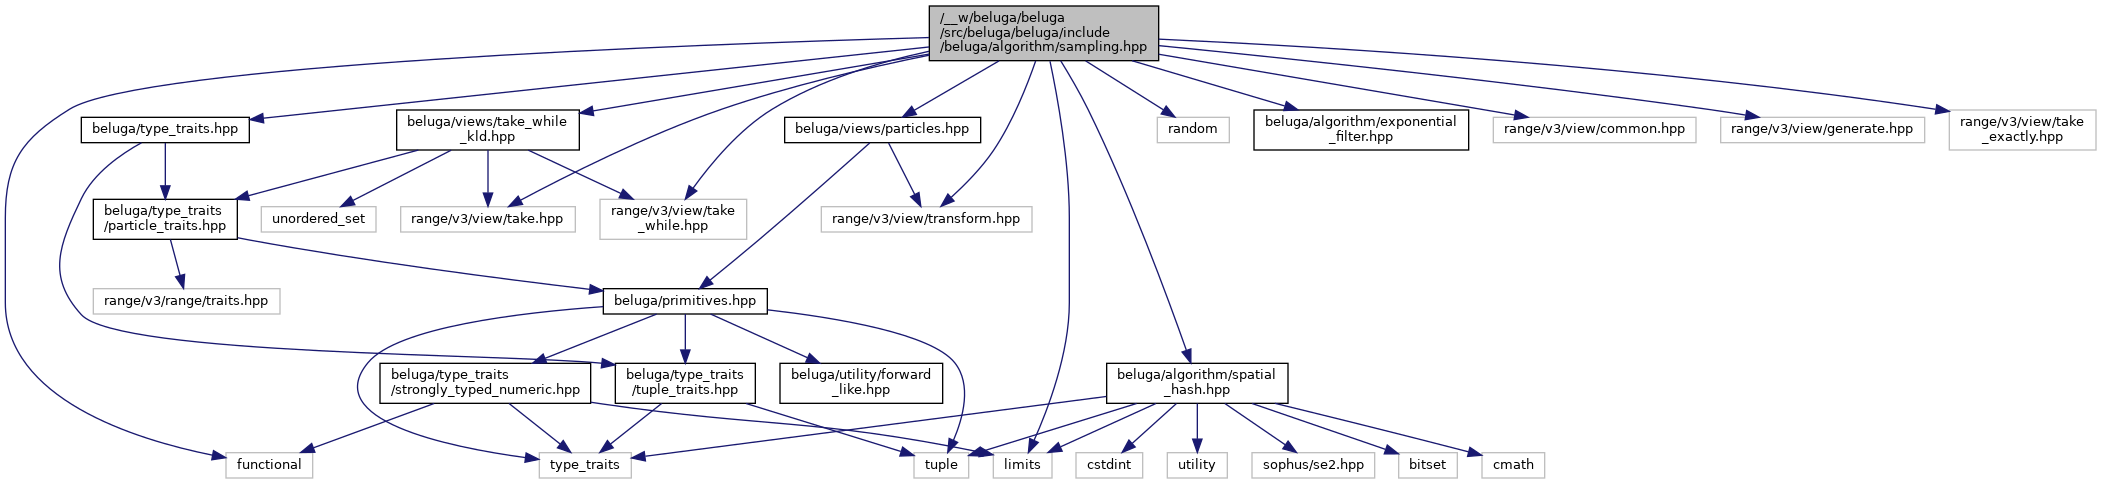 /__w/beluga/beluga
/src/beluga/beluga/include
/beluga/algorithm/sampling.hpp
beluga/type_traits.hpp
beluga/views/take_while
_kld.hpp
beluga/views/particles.hpp
random
beluga/algorithm/exponential
_filter.hpp
range/v3/view/common.hpp
range/v3/view/generate.hpp
range/v3/view/take
_exactly.hpp
beluga/type_traits
/particle_traits.hpp
unordered_set
range/v3/view/take.hpp
range/v3/view/take
_while.hpp
range/v3/view/transform.hpp
range/v3/range/traits.hpp
beluga/primitives.hpp
beluga/type_traits
/strongly_typed_numeric.hpp
beluga/type_traits
/tuple_traits.hpp
beluga/utility/forward
_like.hpp
beluga/algorithm/spatial
_hash.hpp
functional
type_traits
tuple
limits
cstdint
utility
sophus/se2.hpp
bitset
cmath